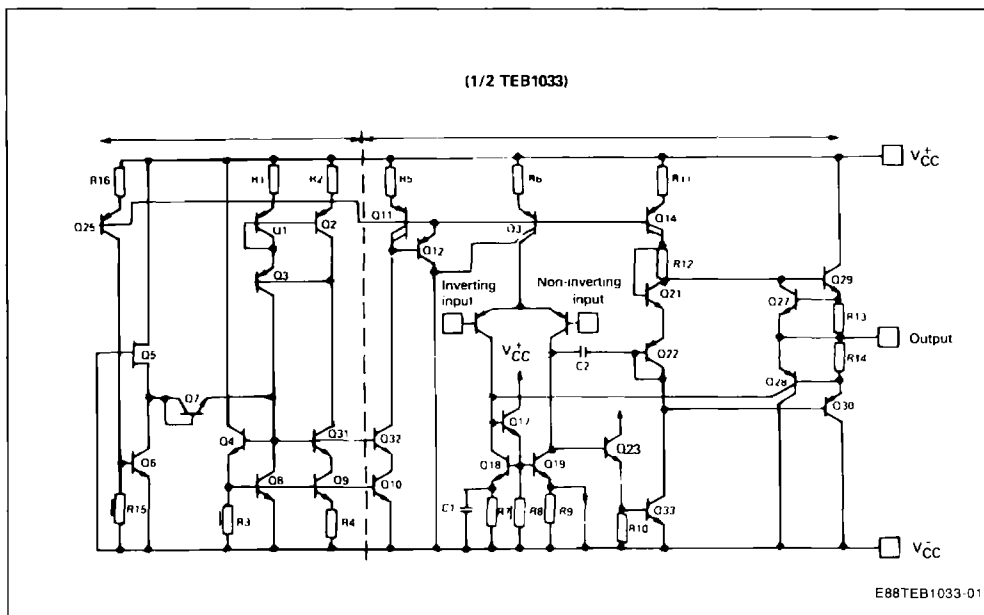 (1/2 TEB1033)
V⁺CC
R16
R1
R2
R5
R6
R11
Q25
Q1
Q2
Q11
Q12
Q14
Q3
R12
Q29
Inverting input
Non-inverting input
Q21
Q27
R13
Q5
V⁺CC
C2
Q22
Output
R14
Q7
Q28
Q30
Q17
Q4
Q31
Q32
Q23
Q6
Q18
Q19
Q8
Q9
Q10
R15
R3
R4
C1
R7
R8
R9
R10
Q33
V⁻CC
E88TEB1033-01